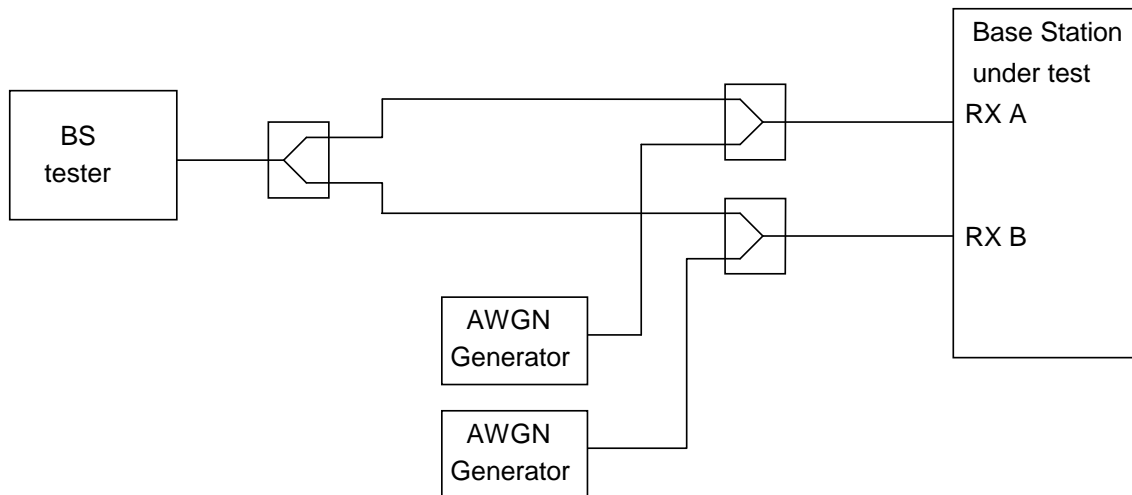 Base Station
under test
RX A
BS
tester
RX B
AWGN
Generator
AWGN
Generator